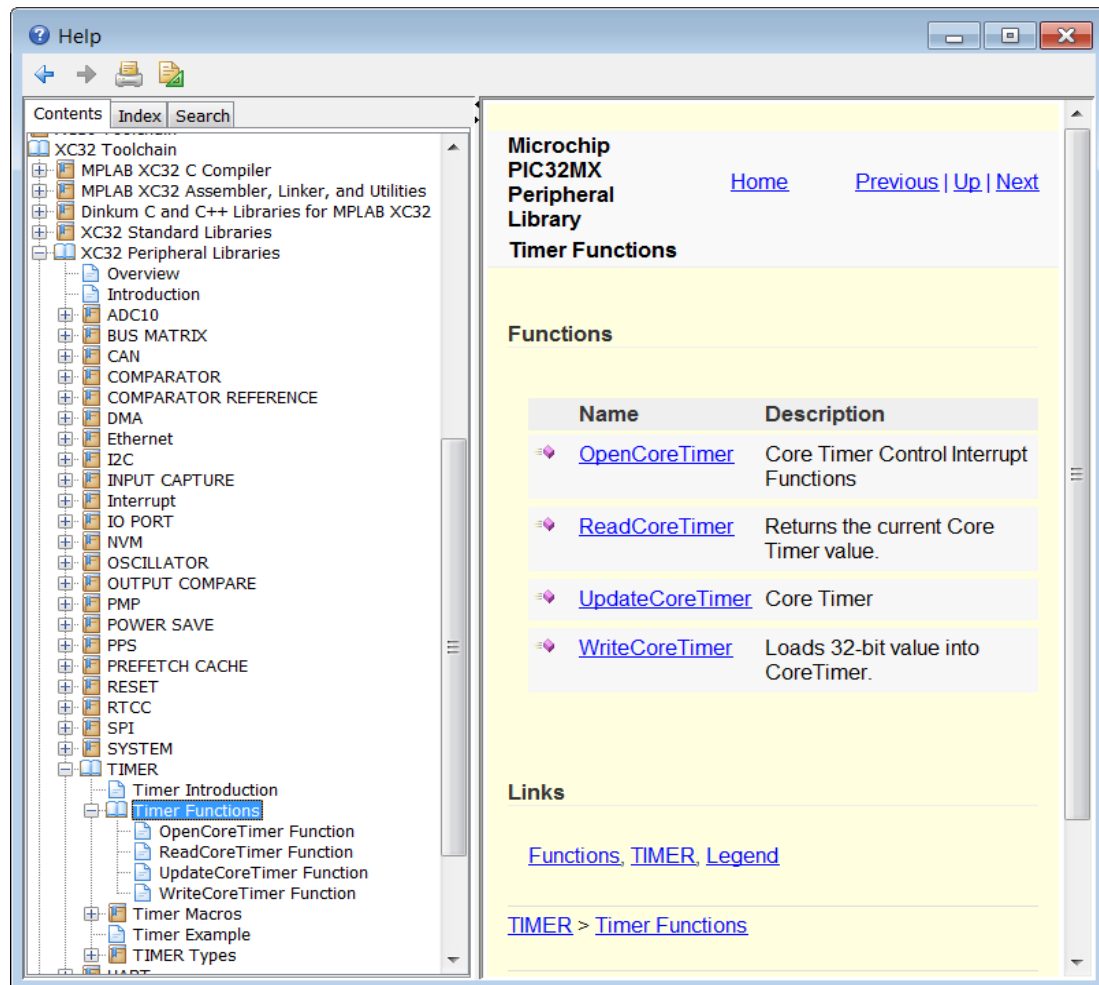 Help
Contents Index Search
XC32 Toolchain
MPLAB XC32 C Compiler
MPLAB XC32 Assembler, Linker, and Utilities
Dinkum C and C++ Libraries for MPLAB XC32
XC32 Standard Libraries
XC32 Peripheral Libraries
Overview
Introduction
ADC10
BUS MATRIX
CAN
COMPARATOR
COMPARATOR REFERENCE
DMA
Ethernet
I2C
INPUT CAPTURE
Interrupt
IO PORT
NVM
OSCILLATOR
OUTPUT COMPARE
PMP
POWER SAVE
PPS
PREFETCH CACHE
RESET
RTCC
SPI
SYSTEM
TIMER
Timer Introduction
Timer Functions
OpenCoreTimer Function
ReadCoreTimer Function
UpdateCoreTimer Function
WriteCoreTimer Function
Timer Macros
Timer Example
TIMER Types
Microchip
PIC32MX
Peripheral
Library
Home Previous | Up | Next
Timer Functions
Functions
Name Description
OpenCoreTimer Core Timer Control Interrupt
Functions
ReadCoreTimer Returns the current Core
Timer value.
UpdateCoreTimer Core Timer
WriteCoreTimer Loads 32-bit value into
CoreTimer.
Links
Functions, TIMER, Legend
TIMER > Timer Functions